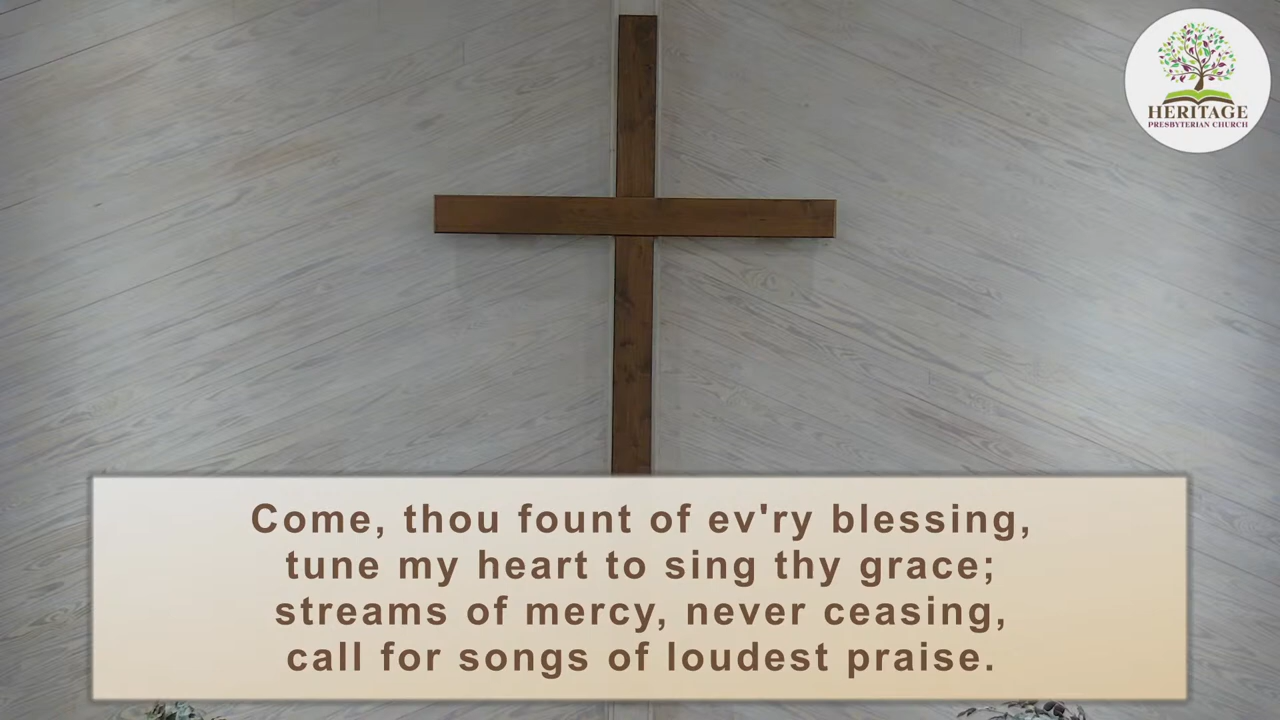 HERITAGE
PRESBYTERIAN CHURCH
Come, thou fount of ev'ry blessing,
tune my heart to sing thy grace;
streams of mercy, never ceasing,
call for songs of loudest praise.